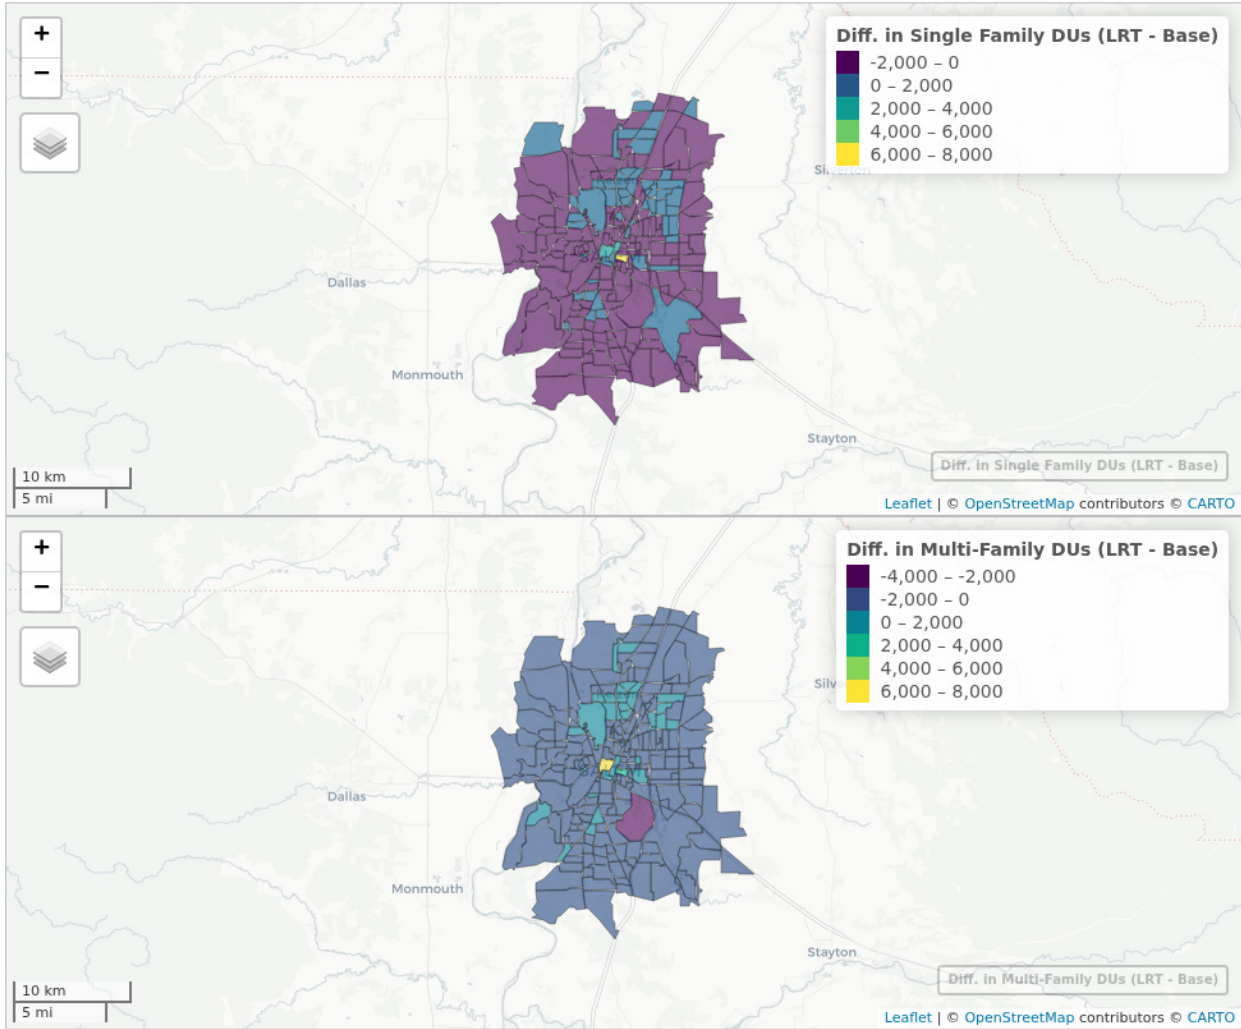 +
−
Diff. in Single Family DUs (LRT - Base)
-2,000 – 0
0 – 2,000
2,000 – 4,000
4,000 – 6,000
6,000 – 8,000
Silverton
Dallas
Monmouth
Stayton
10 km
5 mi
Diff. in Single Family DUs (LRT - Base)
Leaflet | © OpenStreetMap contributors © CARTO
+
−
Diff. in Multi-Family DUs (LRT - Base)
-4,000 – -2,000
-2,000 – 0
0 – 2,000
2,000 – 4,000
4,000 – 6,000
6,000 – 8,000
Silve
Dallas
Monmouth
Stayton
10 km
5 mi
Diff. in Multi-Family DUs (LRT - Base)
Leaflet | © OpenStreetMap contributors © CARTO